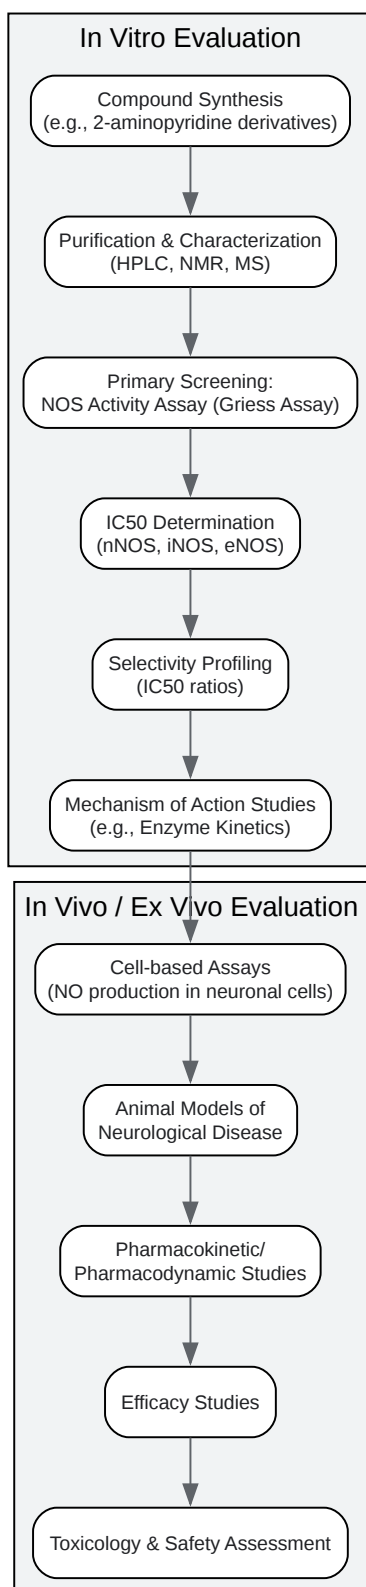 In Vitro Evaluation
Compound Synthesis
(e.g., 2-aminopyridine derivatives)
Purification & Characterization
(HPLC, NMR, MS)
Primary Screening:
NOS Activity Assay (Griess Assay)
IC50 Determination
(nNOS, iNOS, eNOS)
Selectivity Profiling
(IC50 ratios)
Mechanism of Action Studies
(e.g., Enzyme Kinetics)
In Vivo / Ex Vivo Evaluation
Cell-based Assays
(NO production in neuronal cells)
Animal Models of
Neurological Disease
Pharmacokinetic/
Pharmacodynamic Studies
Efficacy Studies
Toxicology & Safety Assessment